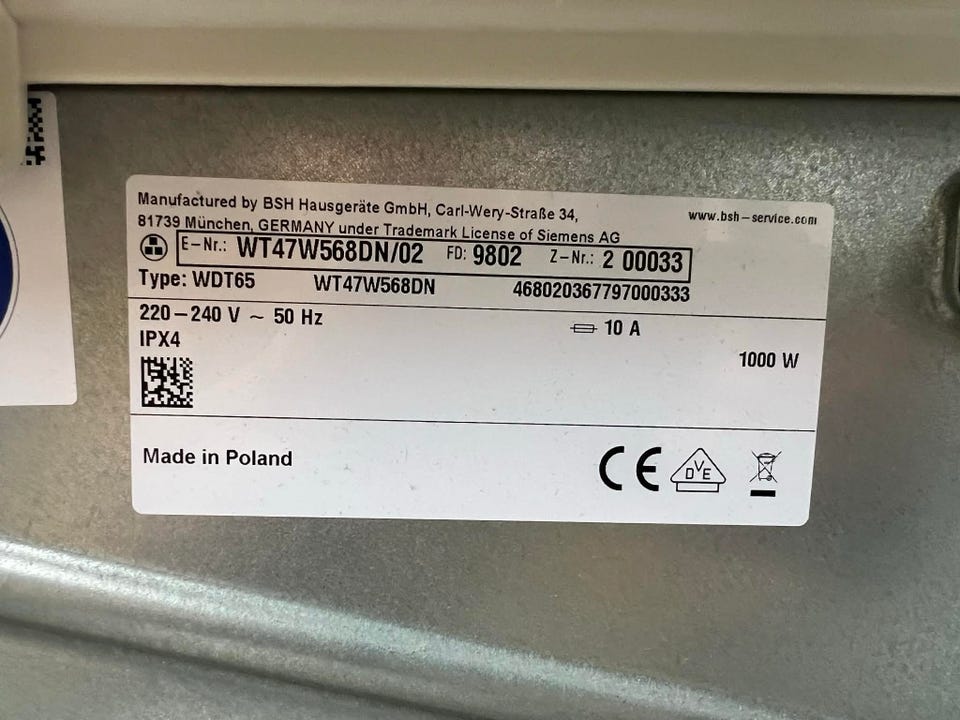 Manufactured by BSH Hausgeräte GmbH, Carl-Wery-Straße 34,
81739 München, GERMANY under Trademark License of Siemens AG
www.bsh-service.com
E-Nr.: WT47W568DN/02 FD: 9802 Z-Nr.: 2 00033
Type: WDT65 WT47W568DN 468020367797000333
220-240 V ~ 50 Hz
10 A
IPX4
1000 W
Made in Poland
CE
DVE